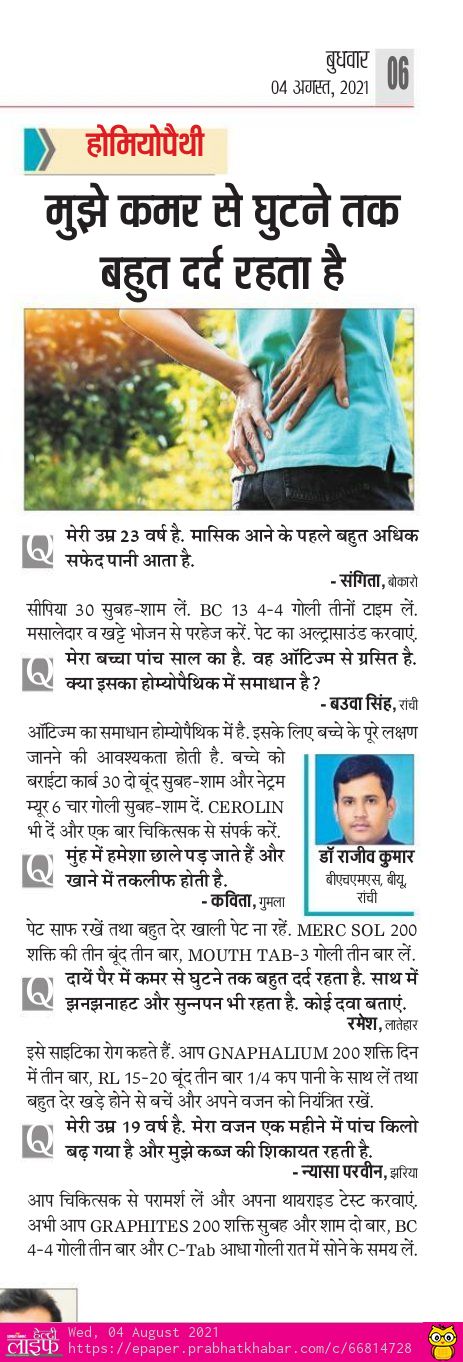 बुधवार
04 अगस्त, 2021
06
होमियोपैथी
मुझे कमर से घुटने तक
बहुत दर्द रहता है
Q
मेरी उम्र 23 वर्ष है. मासिक आने के पहले बहुत अधिक
सफेद पानी आता है.
- संगिता, बोकारो
सीपिया 30 सुबह-शाम लें. BC 13 4-4 गोली तीनों टाइम लें.
मसालेदार व खट्टे भोजन से परहेज करें. पेट का अल्ट्रासाउंड करवाएं.
Q
मेरा बच्चा पांच साल का है. वह ऑटिज्म से ग्रसित है.
क्या इसका होम्योपैथिक में समाधान है?
- बउवा सिंह, रांची
ऑटिज्म का समाधान होम्योपैथिक में है. इसके लिए बच्चे के पूरे लक्षण
जानने की आवश्यकता होती है. बच्चे को
बराईटा कार्ब 30 दो बूंद सुबह-शाम और नेट्रम
म्यूर 6 चार गोली सुबह-शाम दें. CEROLIN
भी दें और एक बार चिकित्सक से संपर्क करें.
डॉ राजीव कुमार
बीएचएमएस, बीयू,
रांची
Q
मुंह में हमेशा छाले पड़ जाते हैं और
खाने में तकलीफ होती है.
- कविता, गुमला
पेट साफ रखें तथा बहुत देर खाली पेट ना रहें. MERC SOL 200
शक्ति की तीन बूंद तीन बार, MOUTH TAB-3 गोली तीन बार लें.
Q
दायें पैर में कमर से घुटने तक बहुत दर्द रहता है. साथ में
झनझनाहट और सुन्नपन भी रहता है. कोई दवा बताएं.
रमेश, लातेहार
इसे साइटिका रोग कहते हैं. आप GNAPHALIUM 200 शक्ति दिन
में तीन बार, RL 15-20 बूंद तीन बार 1/4 कप पानी के साथ लें तथा
बहुत देर खड़े होने से बचें और अपने वजन को नियंत्रित रखें.
Q
मेरी उम्र 19 वर्ष है. मेरा वजन एक महीने में पांच किलो
बढ़ गया है और मुझे कब्ज की शिकायत रहती है.
- न्यासा परवीन, झरिया
आप चिकित्सक से परामर्श लें और अपना थायराइड टेस्ट करवाएं.
अभी आप GRAPHITES 200 शक्ति सुबह और शाम दो बार, BC
4-4 गोली तीन बार और C-Tab आधा गोली रात में सोने के समय लें.
हेल्दी
लाइफ
Wed, 04 August 2021
https://epaper.prabhatkhabar.com/c/66814728